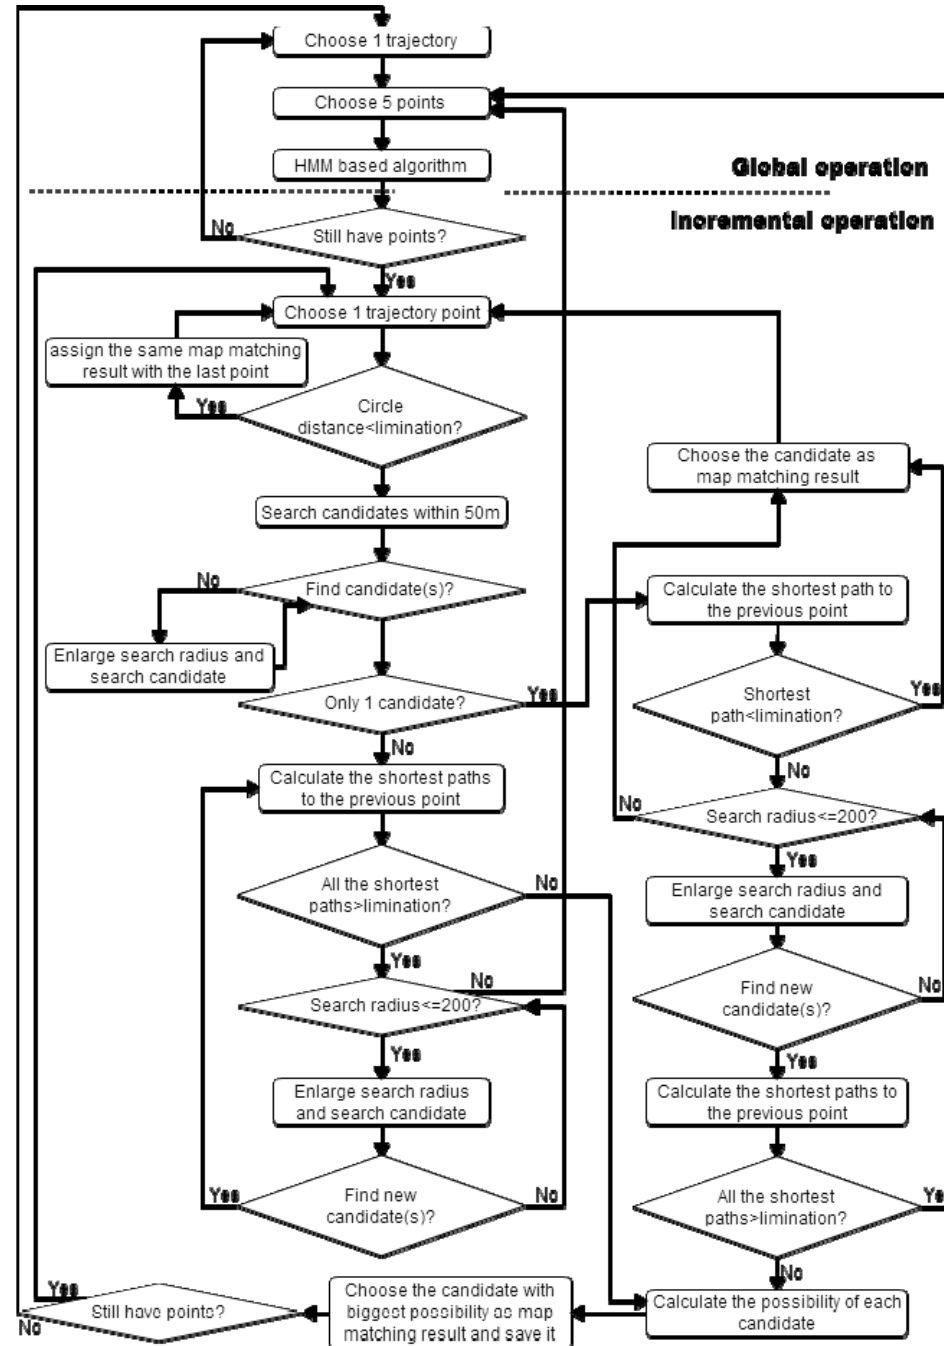 Choose 1 trajectory
Choose 5 points
HMM based algorithm
Global operation
Incremental operation
No
Still have points?
Yes
Choose 1 trajectory point
assign the same map matching
result with the last point
Yes
Circle
distance<limination?
Choose the candidate as
map matching result
Search candidates within 50m
No
Find candidate(s)?
Calculate the shortest path to
the previous point
Enlarge search radius and
search candidate
Only 1 candidate?
Yes
Shortest
path<limination?
Yes
No
No
Calculate the shortest paths
to the previous point
No
Search radius<=200?
Yes
All the shortest
paths>limination?
No
Enlarge search radius and
search candidate
Yes
No
Search radius<=200?
Find new
candidate(s)?
No
Yes
Yes
Enlarge search radius
and search candidate
Calculate the shortest paths to
the previous point
Yes
Find new
candidate(s)?
No
All the shortest
paths>limination?
Ye
No
Yes
Still have points?
No
Choose the candidate with
biggest possibility as map
matching result and save it
Calculate the possibility of each
candidate